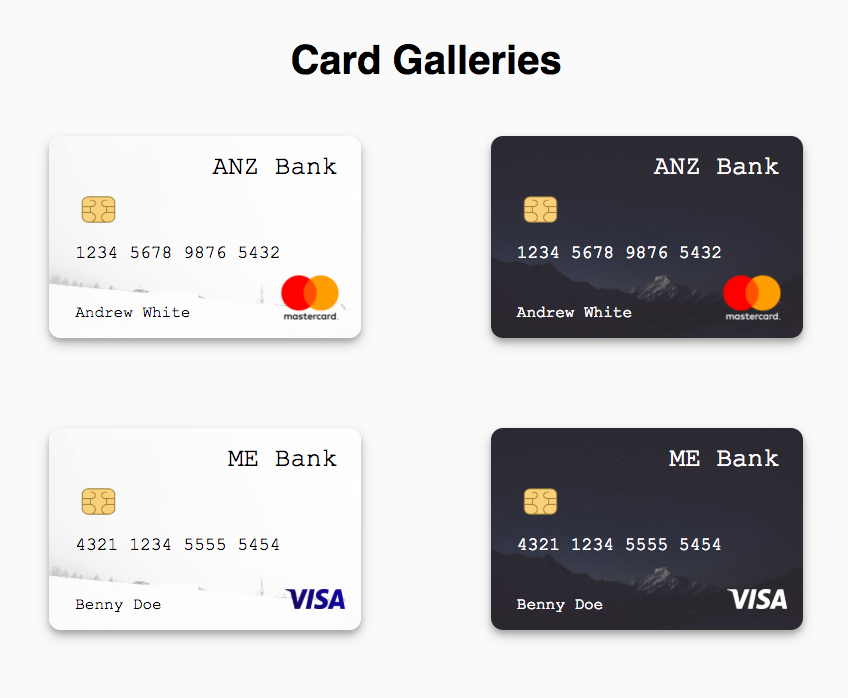 Card Galleries
ANZ Bank
1234 5678 9876 5432
Andrew White
mastercard.
ANZ Bank
1234 5678 9876 5432
Andrew White
mastercard.
ME Bank
4321 1234 5555 5454
Benny Doe
VISA
ME Bank
4321 1234 5555 5454
Benny Doe
VISA